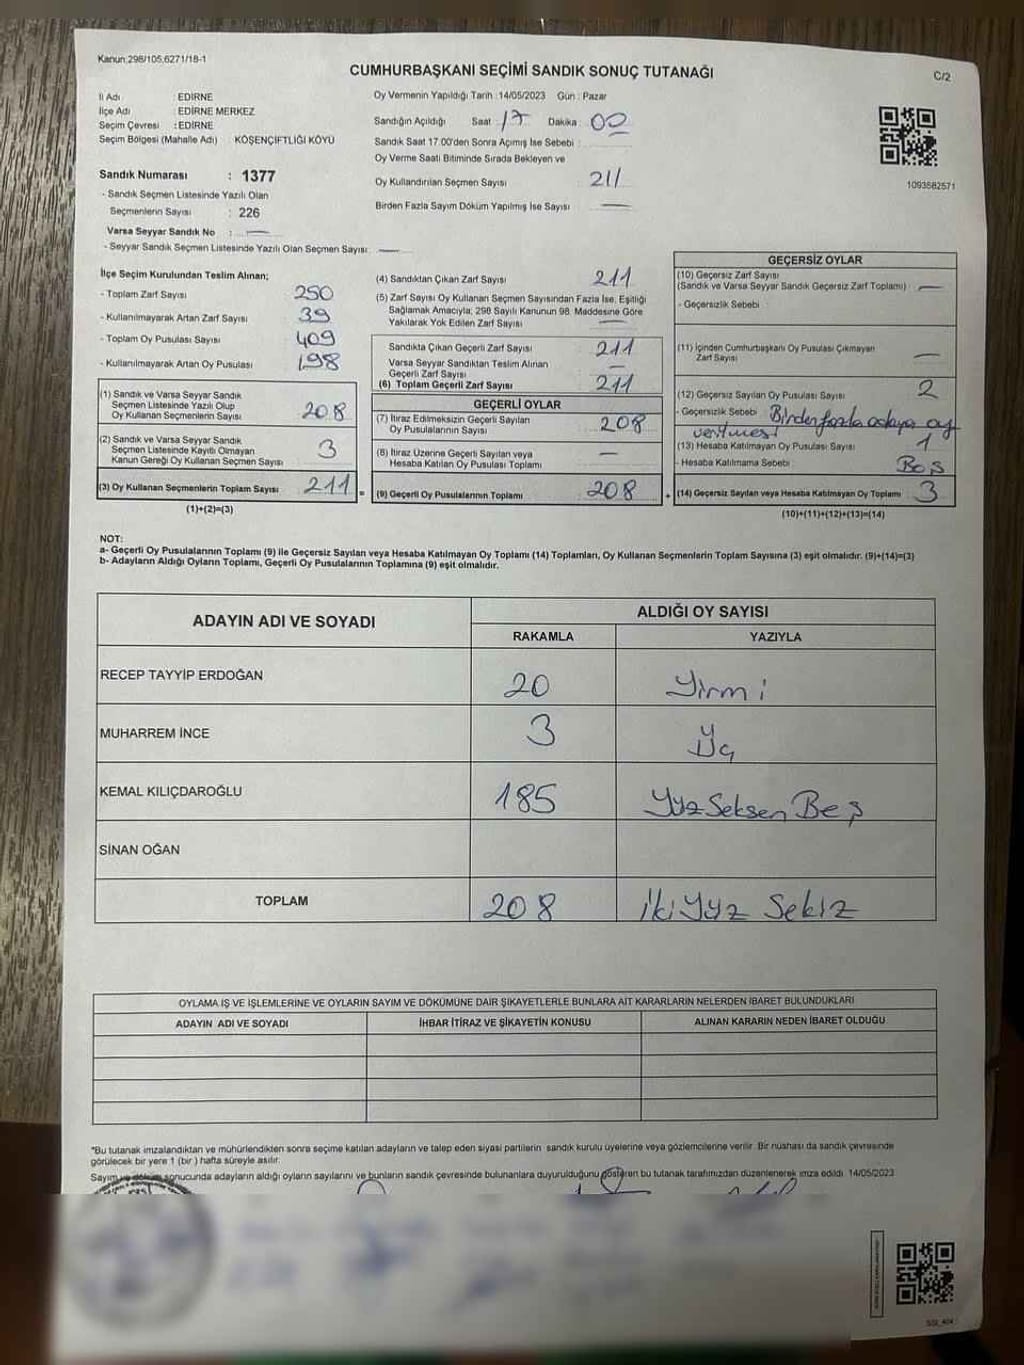 Kanun:298/105,6271/18-1
CUMHURBAŞKANI SEÇİMİ SANDIK SONUÇ TUTANAĞI
C/2
İl Adı : EDİRNE
İlçe Adı : EDİRNE MERKEZ
Seçim Çevresi : EDİRNE
Seçim Bölgesi (Mahalle Adı) KÖSENÇİFTLİĞİ KÖYÜ
Sandık Numarası : 1377
- Sandık Seçmen Listesinde Yazılı Olan
Seçmenlerin Sayısı : 226
Varsa Seyyar Sandık No : —
- Seyyar Sandık Seçmen Listesinde Yazılı Olan Seçmen Sayısı: —
Oy Vermenin Yapıldığı Tarih :14/05/2023 Gün : Pazar
Sandığın Açıldığı Saat : 17 Dakika : 00
Sandık Saat 17.00'den Sonra Açımış İse Sebebi :
Oy Verme Saati Bitiminde Sırada Bekleyen ve
Oy Kullandırılan Seçmen Sayısı : 211
Birden Fazla Sayım Döküm Yapılmış İse Sayısı : —
1093582571
İlçe Seçim Kurulundan Teslim Alınan;
- Toplam Zarf Sayısı : 250
- Kullanılmayarak Artan Zarf Sayısı : 39
- Toplam Oy Pusulası Sayısı : 409
- Kullanılmayarak Artan Oy Pusulası : 198
(1) Sandık ve Varsa Seyyar Sandık
Seçmen Listesinde Yazılı Olup
Oy Kullanan Seçmenlerin Sayısı : 208
(2) Sandık ve Varsa Seyyar Sandık
Seçmen Listesinde Kayıtlı Olmayan
Kanun Gereği Oy Kullanan Seçmen Sayısı : 3
(3) Oy Kullanan Seçmenlerin Toplam Sayısı : 211
(1)+(2)=(3)
(4) Sandıktan Çıkan Zarf Sayısı : 211
(5) Zarf Sayısı Oy Kullanan Seçmen Sayısından Fazla İse, Eşitliği
Sağlamak Amacıyla; 298 Sayılı Kanunun 98. Maddesine Göre
Yakılarak Yok Edilen Zarf Sayısı : —
Sandıkta Çıkan Geçerli Zarf Sayısı : 211
Varsa Seyyar Sandıktan Teslim Alınan
Geçerli Zarf Sayısı : —
(6) Toplam Geçerli Zarf Sayısı : 211
GEÇERLİ OYLAR
(7) İtiraz Edilmeksizin Geçerli Sayılan
Oy Pusulalarının Sayısı : 208
(8) İtiraz Üzerine Geçerli Sayılan veya
Hesaba Katılan Oy Pusulası Toplamı : —
(9) Geçerli Oy Pusulalarının Toplamı : 208
GEÇERSİZ OYLAR
(10) Geçersiz Zarf Sayısı
(Sandık ve Varsa Seyyar Sandık Geçersiz Zarf Toplamı) : —
- Geçersizlik Sebebi :
(11) İçinden Cumhurbaşkanı Oy Pusulası Çıkmayan
Zarf Sayısı : —
(12) Geçersiz Sayılan Oy Pusulası Sayısı : 2
- Geçersizlik Sebebi : Birden fazla adaya oy
verilmesi
(13) Hesaba Katılmayan Oy Pusulası Sayısı : 1
- Hesaba Katılmama Sebebi : Boş
(14) Geçersiz Sayılan veya Hesaba Katılmayan Oy Toplamı : 3
(10)+(11)+(12)+(13)=(14)
NOT:
a- Geçerli Oy Pusulalarının Toplamı (9) ile Geçersiz Sayılan veya Hesaba Katılmayan Oy Toplamı (14) Toplamları, Oy Kullanan Seçmenlerin Toplam Sayısına (3) eşit olmalıdır. (9)+(14)=(3)
b- Adayların Aldığı Oyların Toplamı, Geçerli Oy Pusulalarının Toplamına (9) eşit olmalıdır.
ADAYIN ADI VE SOYADI
ALDIĞI OY SAYISI
RAKAMLA YAZIYLA
RECEP TAYYİP ERDOĞAN 20 Yirmi
MUHARREM İNCE 3 Üç
KEMAL KILIÇDAROĞLU 185 Yüz Seksen Beş
SİNAN OĞAN
TOPLAM 208 İki Yüz Sekiz
OYLAMA İŞ VE İŞLEMLERİNE VE OYLARIN SAYIM VE DÖKÜMÜNE DAİR ŞİKAYETLERLE BUNLARA AİT KARARLARIN NELERDEN İBARET BULUNDUKLARI
ADAYIN ADI VE SOYADI İHBAR İTİRAZ VE ŞİKAYETİN KONUSU ALINAN KARARIN NEDEN İBARET OLDUĞU
*Bu tutanak imzalandıktan ve mühürlendikten sonra seçime katılan adayların ve talep eden siyasi partilerin sandık kurulu üyelerine veya gözlemcilerine verilir. Bir nüshası da sandık çevresinde
görülecek bir yere 1 (bir) hafta süreyle asılır.
Sayım ve döküm sonucunda adayların aldığı oyların sayılarını ve bunların sandık çevresinde bulunanlara duyurulduğunu gösteren bu tutanak tarafımızdan düzenlenerek imza edildi. 14/05/2023